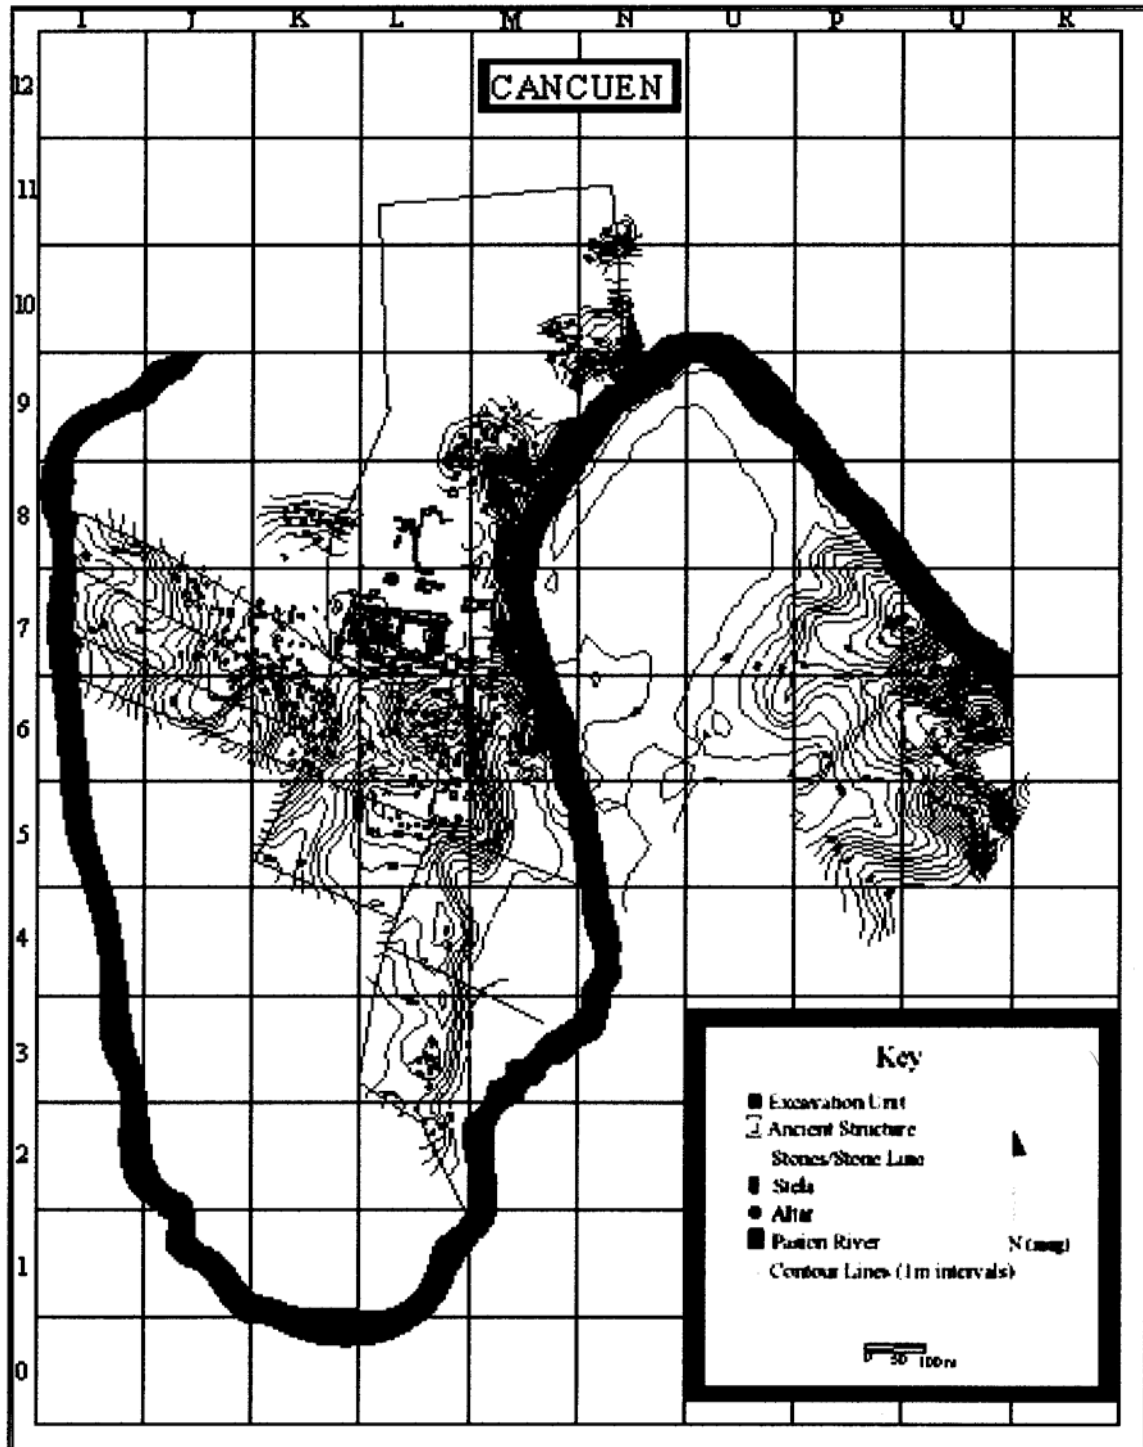 I J K L M N O P Q R
CANCUEN
12
11
10
9
8
7
6
5
4
3
2
1
0
Key
Excavation Unit
Ancient Structure
Stones/Stone Line
Stela
Altar
Pasion River
N (mag)
Contour Lines (1m intervals)
0 50 100 m